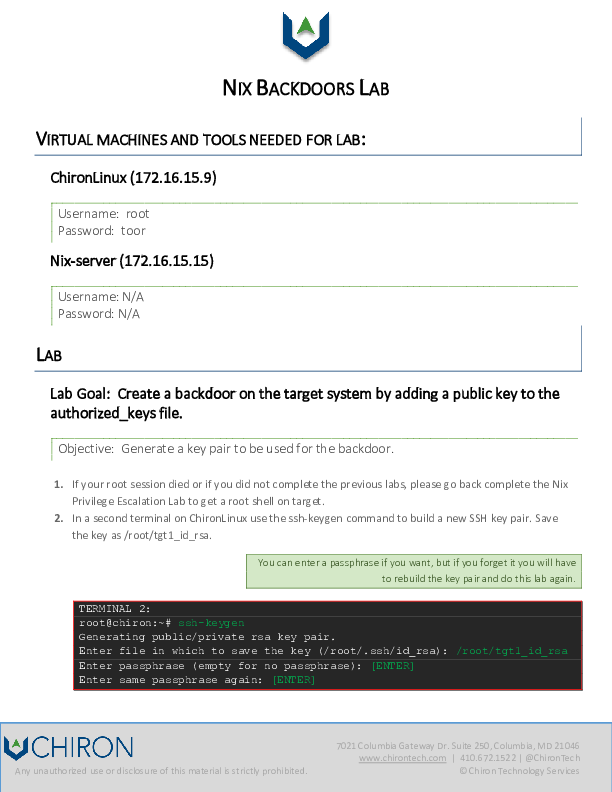 NIX BACKDOORS LAB
VIRTUAL MACHINES AND TOOLS NEEDED FOR LAB:
ChironLinux (172.16.15.9)
Username: root
Password: toor
Nix-server (172.16.15.15)
Username: N/A
Password: N/A
LAB
Lab Goal: Create a backdoor on the target system by adding a public key to the
authorized_keys file.
Objective: Generate a key pair to be used for the backdoor.
1. If your root session died or if you did not complete the previous labs, please go back complete the Nix
Privilege Escalation Lab to get a root shell on target.
2. In a second terminal on ChironLinux use the ssh-keygen command to build a new SSH key pair. Save
the key as /root/tgt1_id_rsa.
You can enter a passphrase if you want, but if you forget it you will have
to rebuild the key pair and do this lab again.
TERMINAL 2:
root@chiron:~# ssh-keygen
Generating public/private rsa key pair.
Enter file in which to save the key (/root/.ssh/id_rsa): /root/tgt1_id_rsa
Enter passphrase (empty for no passphrase): [ENTER]
Enter same passphrase again: [ENTER]
CHIRON
7021 Columbia Gateway Dr. Suite 250, Columbia, MD 21046
www.chirontech.com | 410.672.1522 | @ChironTech
Any unauthorized use or disclosure of this material is strictly prohibited.
© Chiron Technology Services